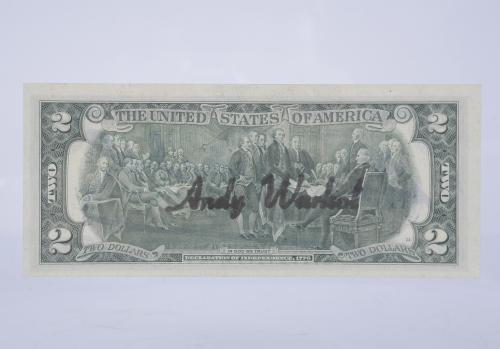 THE UNITED STATES OF AMERICA
2 2
TWO TWO
Andy Warhol
2 2
TWO DOLLARS IN GOD WE TRUST TWO DOLLARS
DECLARATION OF INDEPENDENCE, 1776